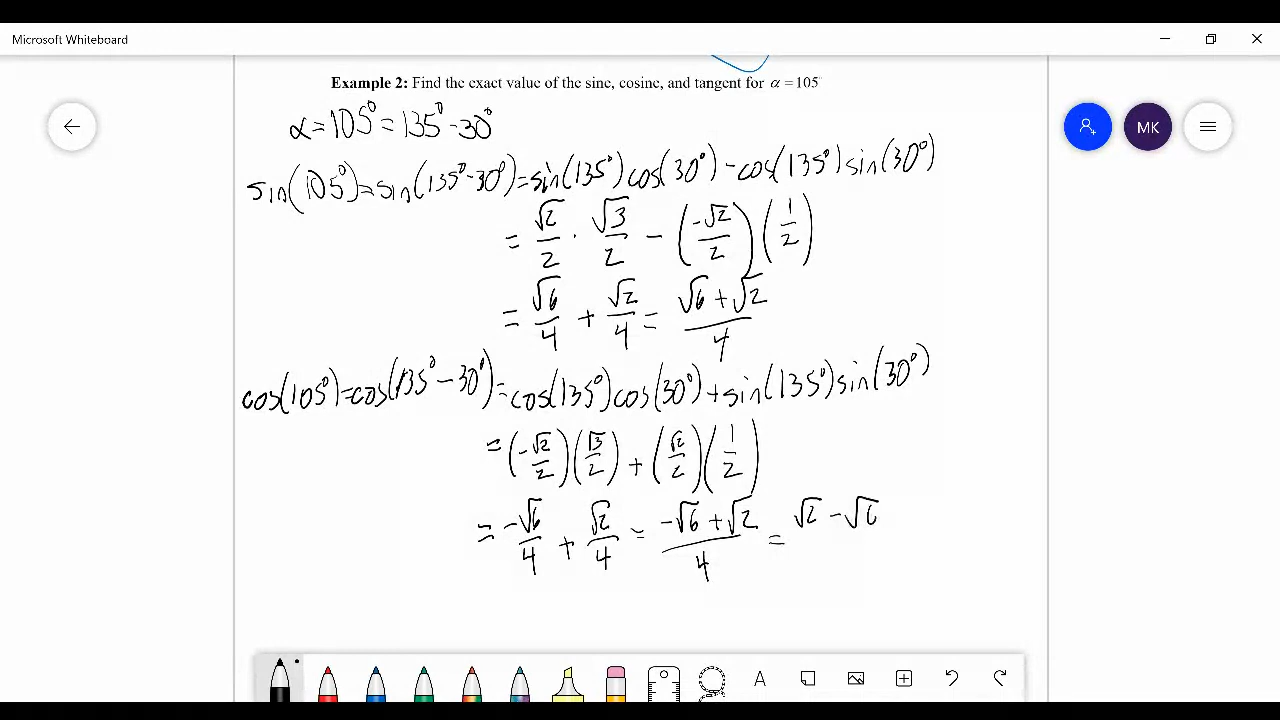 Microsoft Whiteboard
Example 2: Find the exact value of the sine, cosine, and tangent for α = 105°
α = 105° = 135° - 30°
sin(105°) = sin(135° - 30°) = sin(135°) cos(30°) - cos(135°) sin(30°)
= √2/2 · √3/2 - (-√2/2)(1/2)
= √6/4 + √2/4 = (√6 + √2)/4
cos(105°) = cos(135° - 30°) = cos(135°) cos(30°) + sin(135°) sin(30°)
= (-√2/2)(√3/2) + (√2/2)(1/2)
= -√6/4 + √2/4 = (-√6 + √2)/4 = √2 - √6
MK
A